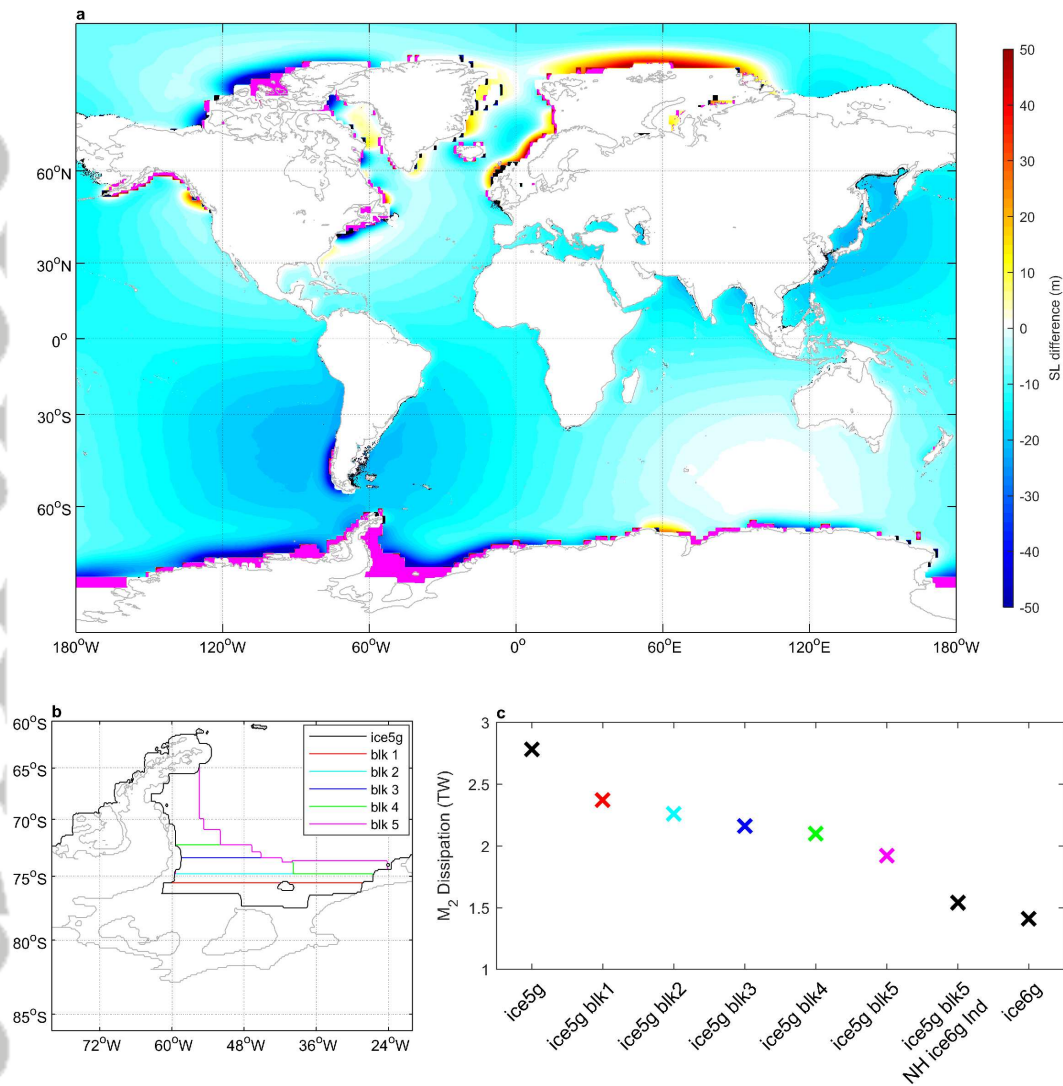 a
60°N
30°N
0°
30°S
60°S
180°W
120°W
60°W
0°
60°E
120°E
180°W
50
40
30
20
10
0
-10
-20
-30
-40
-50
SL difference (m)
b
60°S
65°S
70°S
75°S
80°S
85°S
72°W
60°W
48°W
36°W
24°W
ice5g
blk 1
blk 2
blk 3
blk 4
blk 5
c
3
2.5
2
1.5
1
M₂ Dissipation (TW)
ice5g
ice5g blk1
ice5g blk2
ice5g blk3
ice5g blk4
ice5g blk5
ice5g blk5
NH ice6g lnd
ice6g